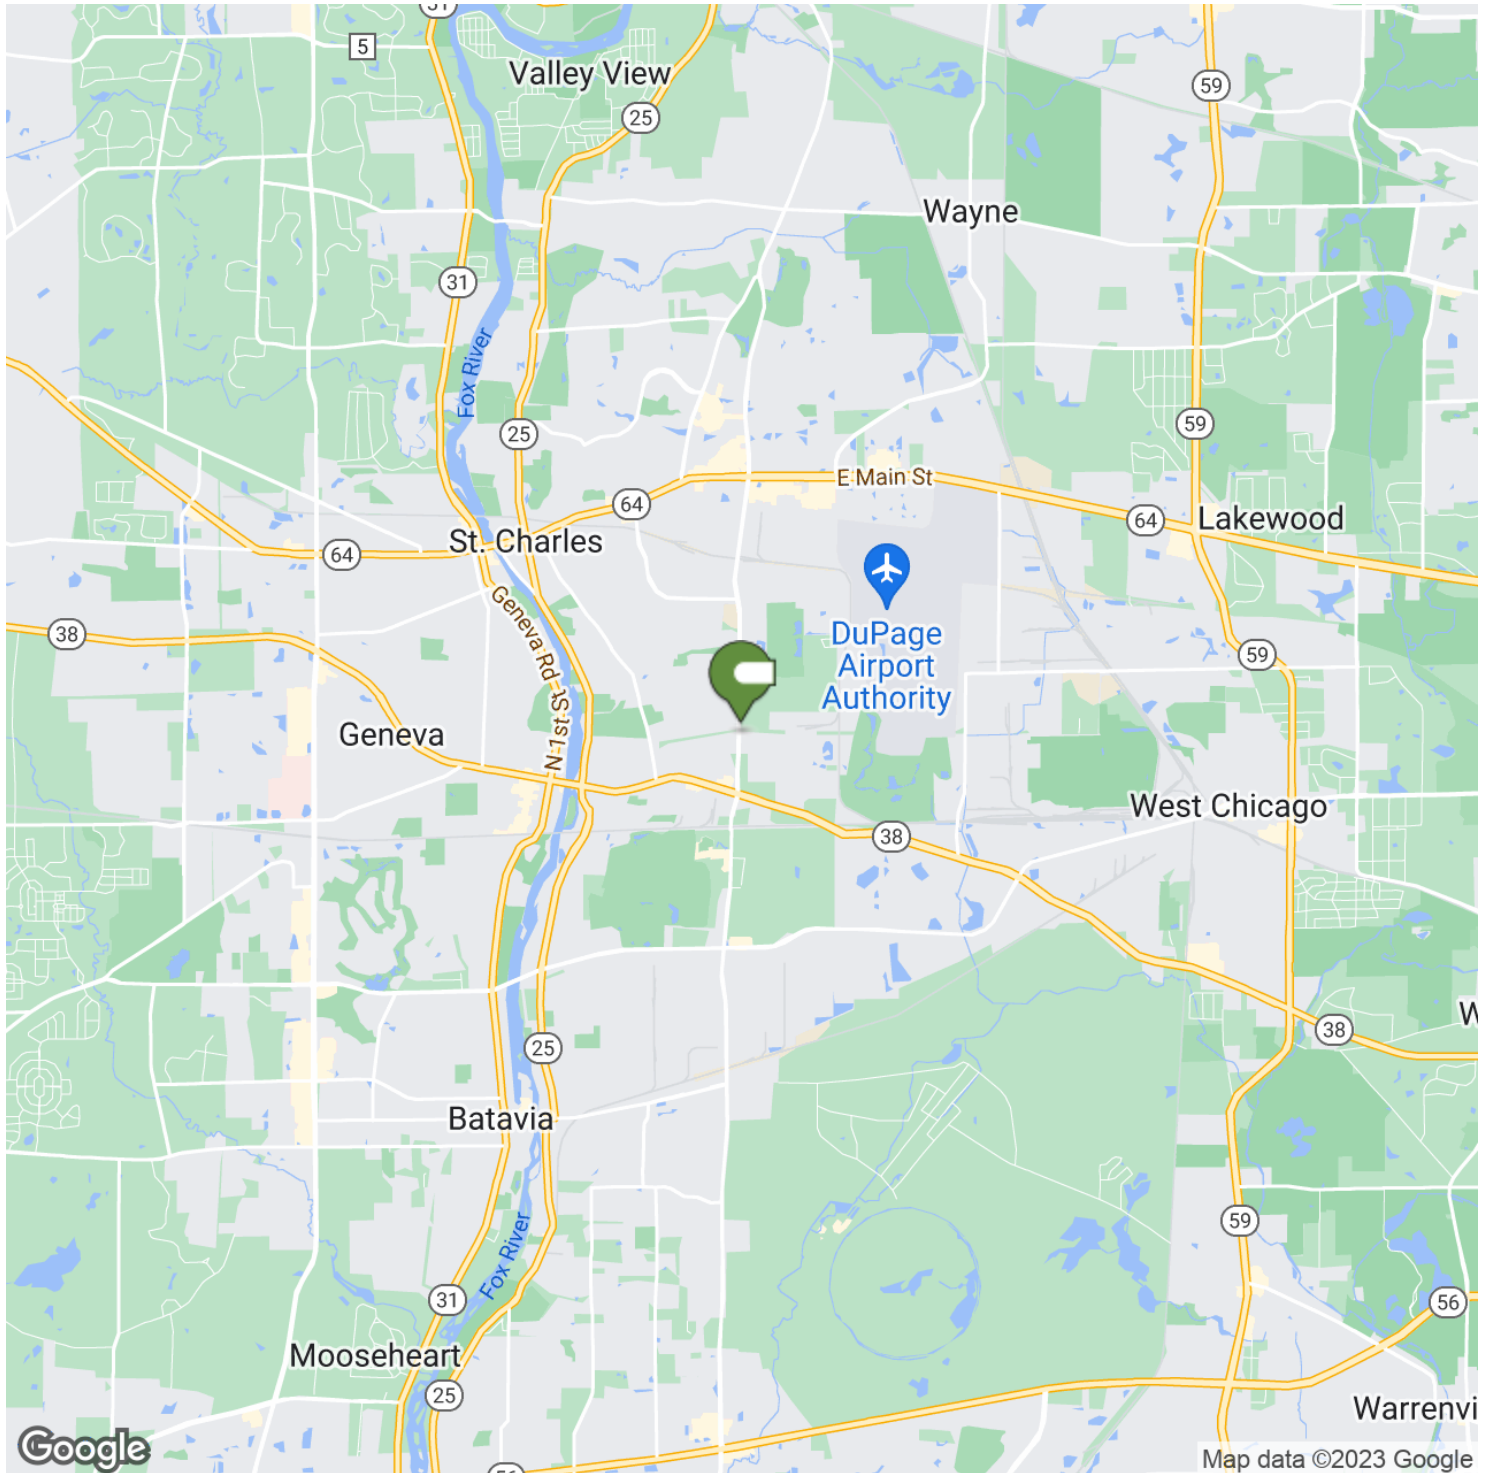 31
5
Valley View
59
25
Wayne
31
Fox River
25
59
E Main St
64
64
Lakewood
St. Charles
64
Geneva Rd
38
DuPage
Airport
Authority
59
N 1st St
Geneva
West Chicago
38
W
38
25
Batavia
59
Fox River
31
56
Mooseheart
25
Warrenvi
Google
56
Map data ©2023 Google